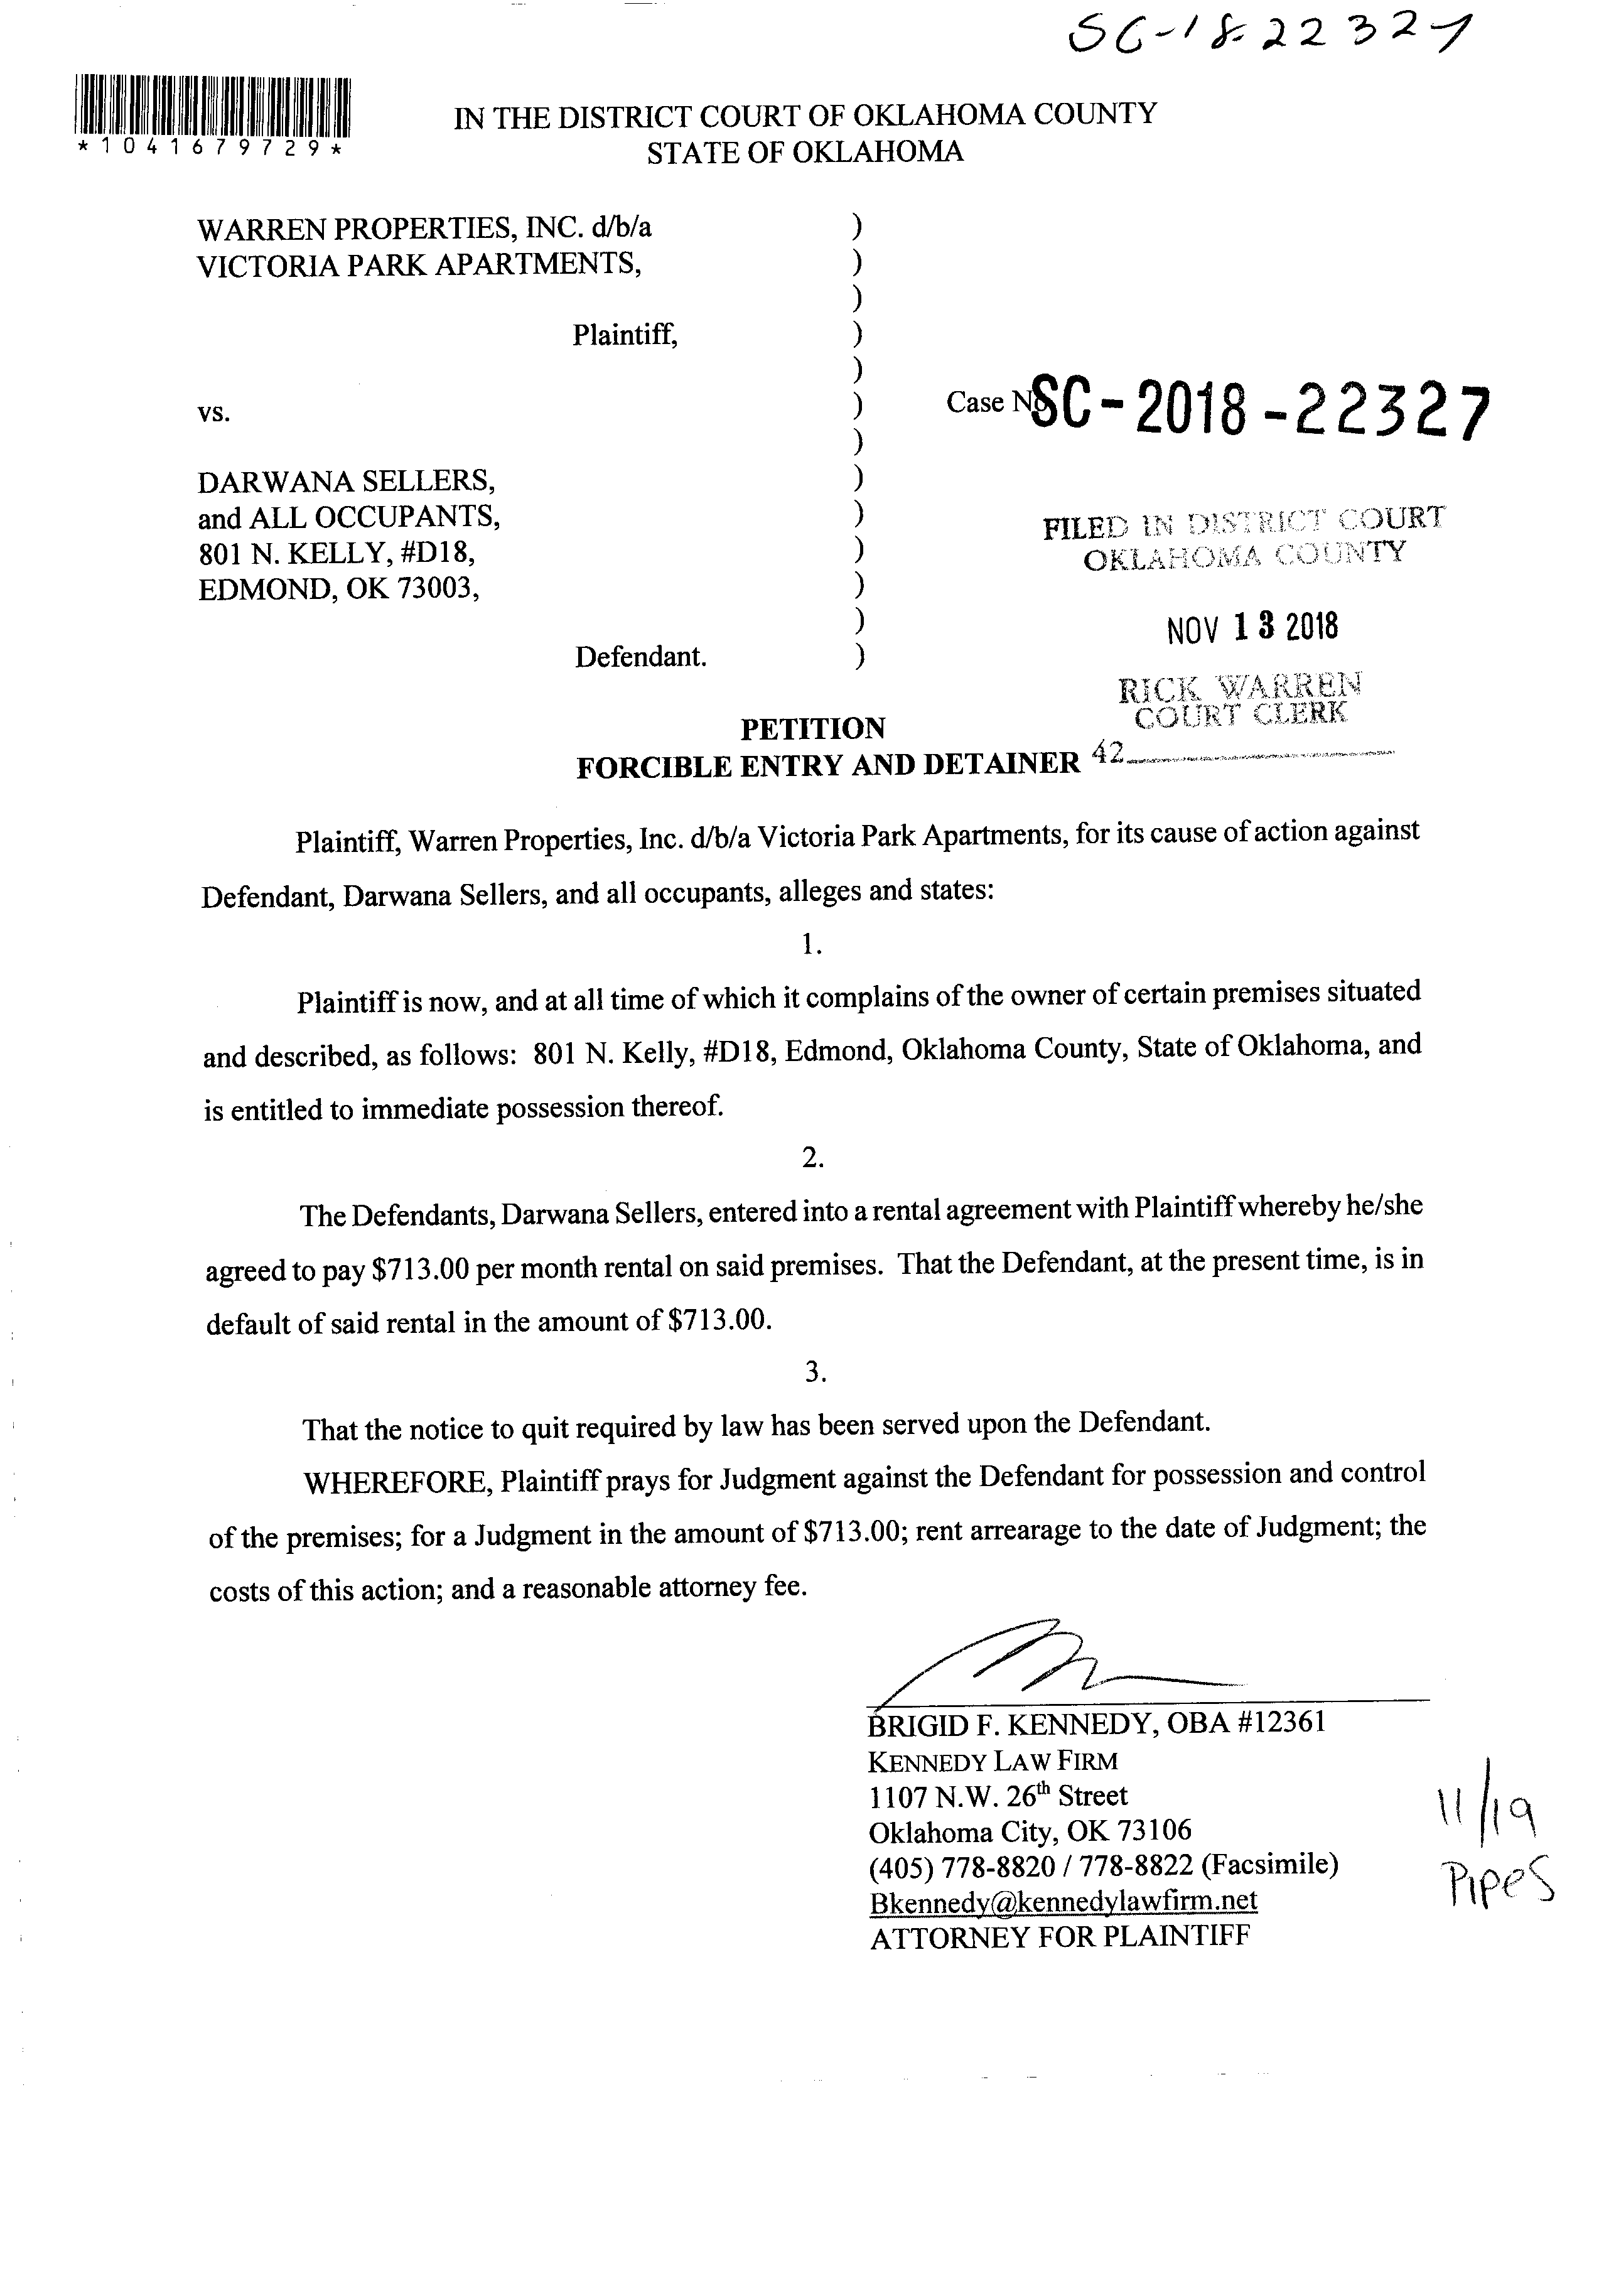 SC-18-22327
*1041679729*
IN THE DISTRICT COURT OF OKLAHOMA COUNTY
STATE OF OKLAHOMA
WARREN PROPERTIES, INC. d/b/a )
VICTORIA PARK APARTMENTS, )
)
Plaintiff, )
)
vs. ) Case No. SC-2018-22327
)
DARWANA SELLERS, )
and ALL OCCUPANTS, )
801 N. KELLY, #D18, )
EDMOND, OK 73003, )
)
Defendant. )
FILED IN DISTRICT COURT
OKLAHOMA COUNTY
NOV 13 2018
RICK WARREN
COURT CLERK
42
PETITION
FORCIBLE ENTRY AND DETAINER
Plaintiff, Warren Properties, Inc. d/b/a Victoria Park Apartments, for its cause of action against
Defendant, Darwana Sellers, and all occupants, alleges and states:
1.
Plaintiff is now, and at all time of which it complains of the owner of certain premises situated
and described, as follows: 801 N. Kelly, #D18, Edmond, Oklahoma County, State of Oklahoma, and
is entitled to immediate possession thereof.
2.
The Defendants, Darwana Sellers, entered into a rental agreement with Plaintiff whereby he/she
agreed to pay $713.00 per month rental on said premises. That the Defendant, at the present time, is in
default of said rental in the amount of $713.00.
3.
That the notice to quit required by law has been served upon the Defendant.
WHEREFORE, Plaintiff prays for Judgment against the Defendant for possession and control
of the premises; for a Judgment in the amount of $713.00; rent arrearage to the date of Judgment; the
costs of this action; and a reasonable attorney fee.
BRIGID F. KENNEDY, OBA #12361
KENNEDY LAW FIRM
1107 N.W. 26th Street
Oklahoma City, OK 73106
(405) 778-8820 / 778-8822 (Facsimile)
Bkennedy@kennedylawfirm.net
ATTORNEY FOR PLAINTIFF
11/19
Pipes